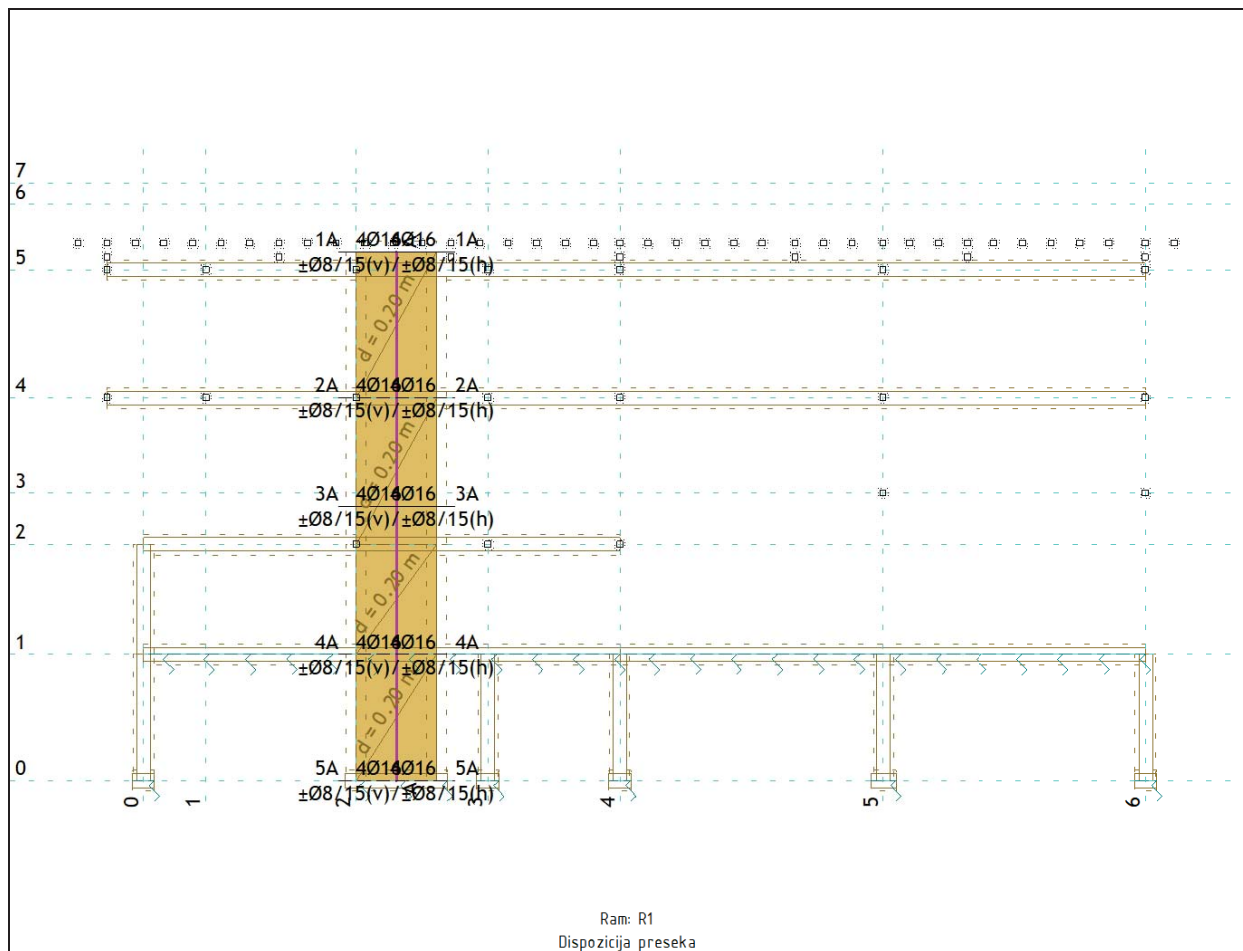 7
6
1A 4Ø16 4Ø16 1A
5
±Ø8/15(v)/±Ø8/15(h)
d = 0.20 m
4
2A 4Ø16 4Ø16 2A
±Ø8/15(v)/±Ø8/15(h)
d = 0.20 m
3
3A 4Ø16 4Ø16 3A
±Ø8/15(v)/±Ø8/15(h)
2
d = 0.20 m
1
4A 4Ø16 4Ø16 4A
±Ø8/15(v)/±Ø8/15(h)
d = 0.20 m
0
5A 4Ø16 4Ø16 5A
±Ø8/15(v)/±Ø8/15(h)
0 1 2 3 4 5 6
Ram: R1
Dispozicija preseka